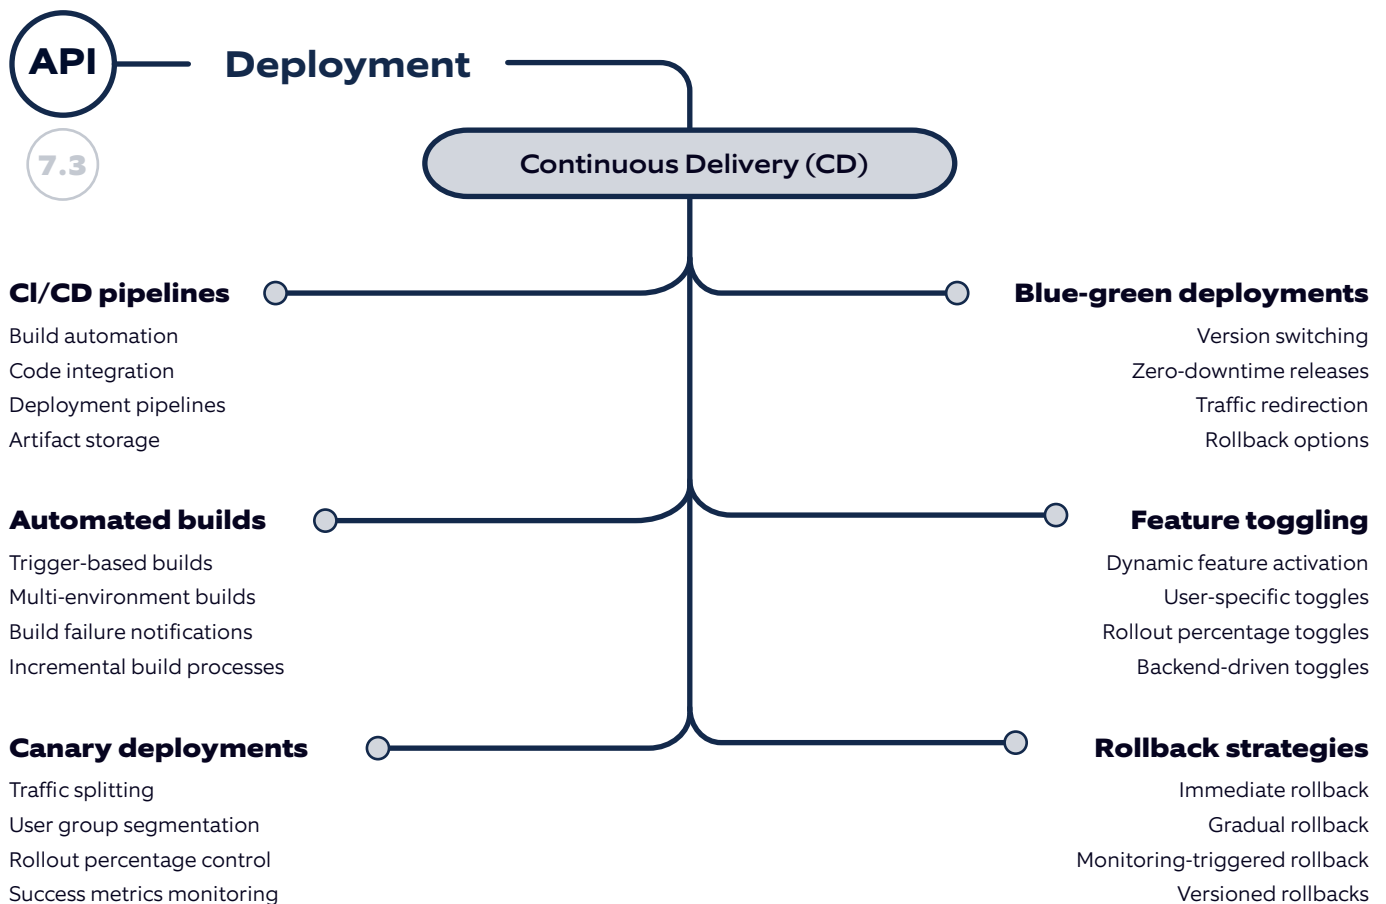 API
Deployment
7.3
Continuous Delivery (CD)
CI/CD pipelines
Build automation
Code integration
Deployment pipelines
Artifact storage
Blue-green deployments
Version switching
Zero-downtime releases
Traffic redirection
Rollback options
Automated builds
Trigger-based builds
Multi-environment builds
Build failure notifications
Incremental build processes
Feature toggling
Dynamic feature activation
User-specific toggles
Rollout percentage toggles
Backend-driven toggles
Canary deployments
Traffic splitting
User group segmentation
Rollout percentage control
Success metrics monitoring
Rollback strategies
Immediate rollback
Gradual rollback
Monitoring-triggered rollback
Versioned rollbacks